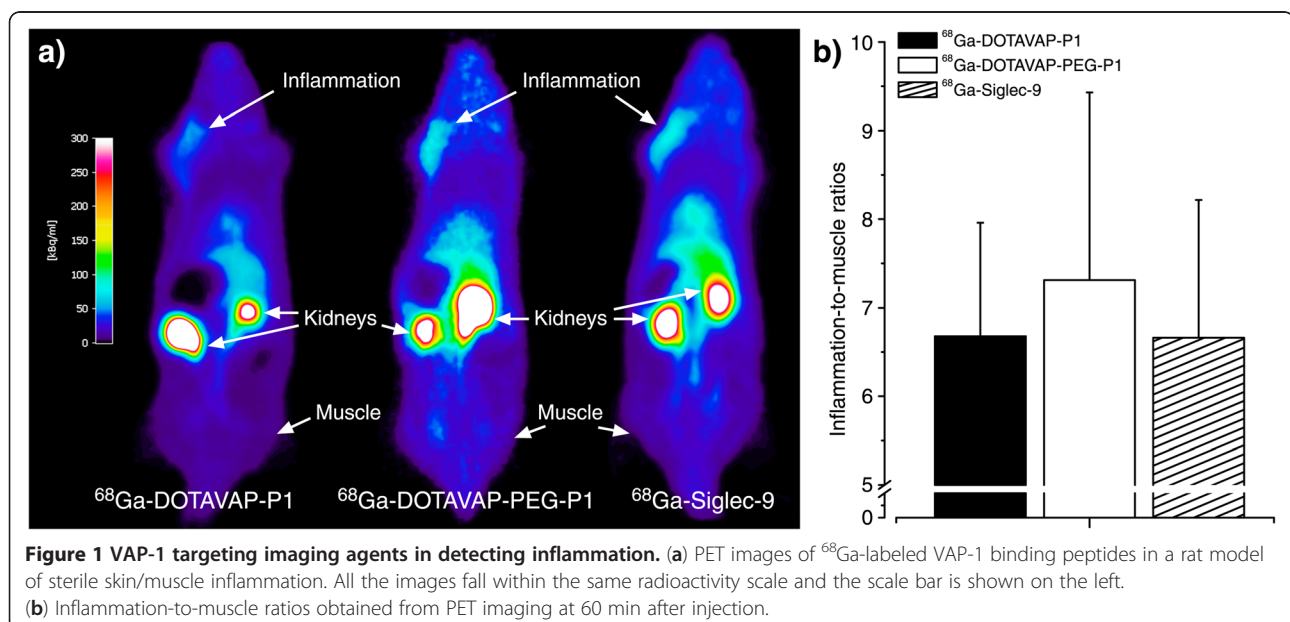 a)
Inflammation
Inflammation
[kBq/ml]
300
250
200
150
100
50
0
Kidneys
Kidneys
Muscle
Muscle
⁶⁸Ga-DOTAVAP-P1
⁶⁸Ga-DOTAVAP-PEG-P1
⁶⁸Ga-Siglec-9
b)
⁶⁸Ga-DOTAVAP-P1
⁶⁸Ga-DOTAVAP-PEG-P1
⁶⁸Ga-Siglec-9
Inflammation-to-muscle ratios
10
9
8
7
6
5
0
Figure 1 VAP-1 targeting imaging agents in detecting inflammation. (a) PET images of ⁶⁸Ga-labeled VAP-1 binding peptides in a rat model
of sterile skin/muscle inflammation. All the images fall within the same radioactivity scale and the scale bar is shown on the left.
(b) Inflammation-to-muscle ratios obtained from PET imaging at 60 min after injection.